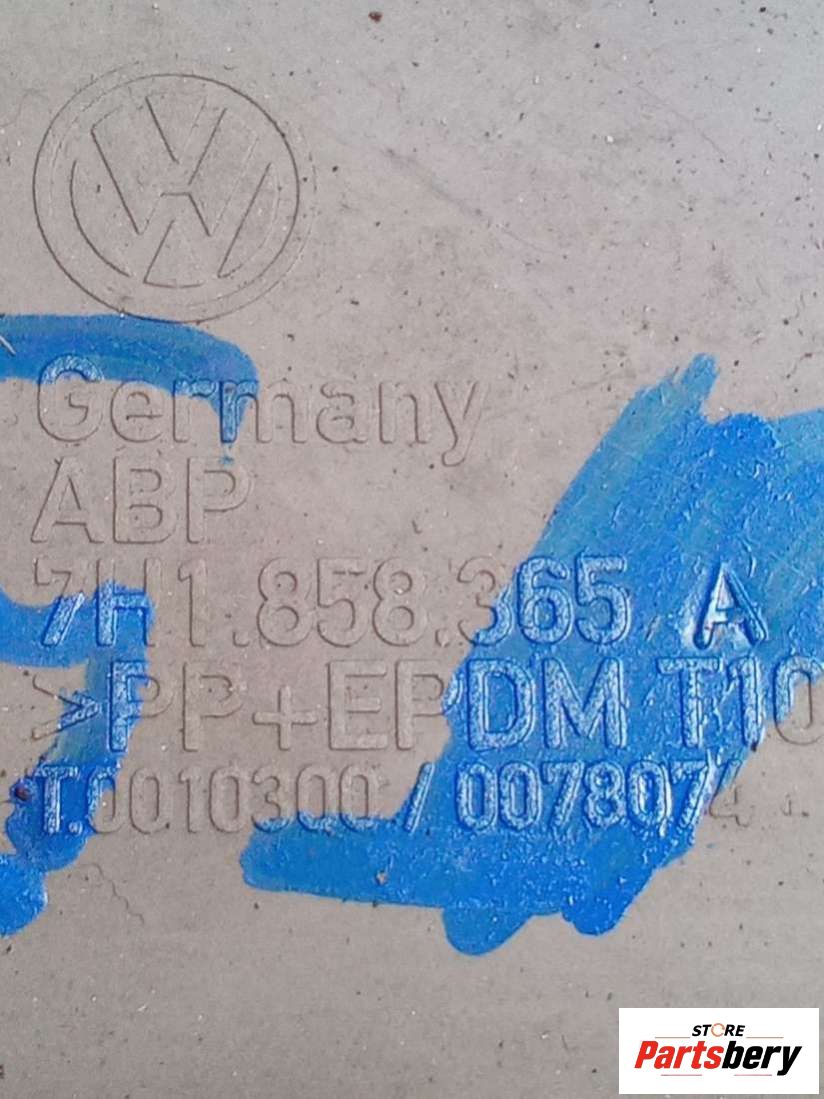 Germany
ABP
7H1.858.365 A
>PP+EPDM T10
T.0010300 / 0078074
STORE
Partsbery